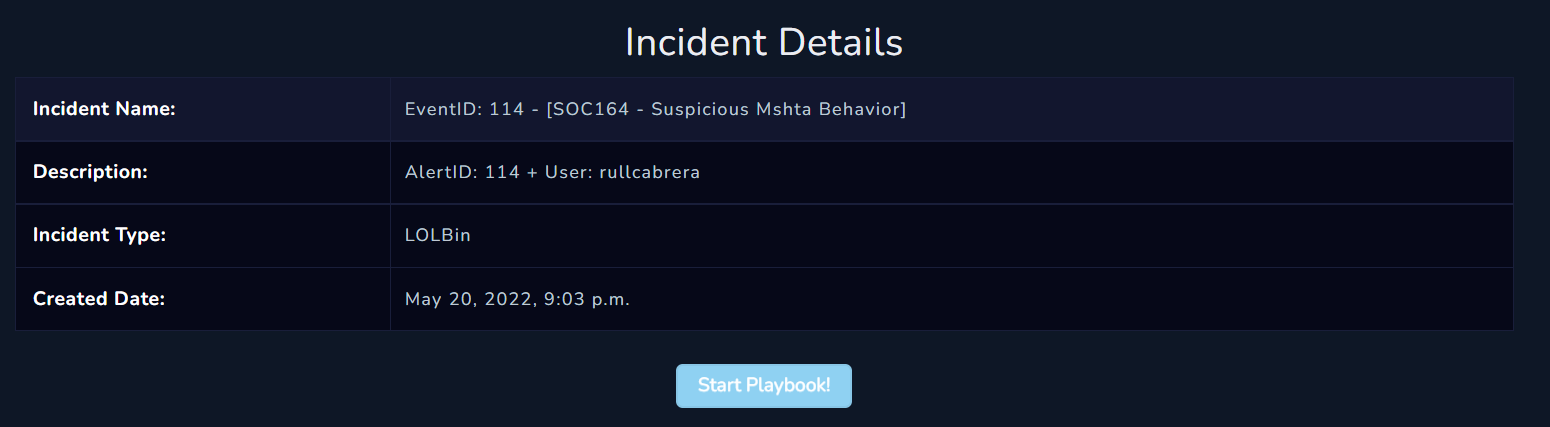 Incident Details
Incident Name: EventID: 114 - [SOC164 - Suspicious Mshta Behavior]
Description: AlertID: 114 + User: rullcabrera
Incident Type: LOLBin
Created Date: May 20, 2022, 9:03 p.m.
Start Playbook!